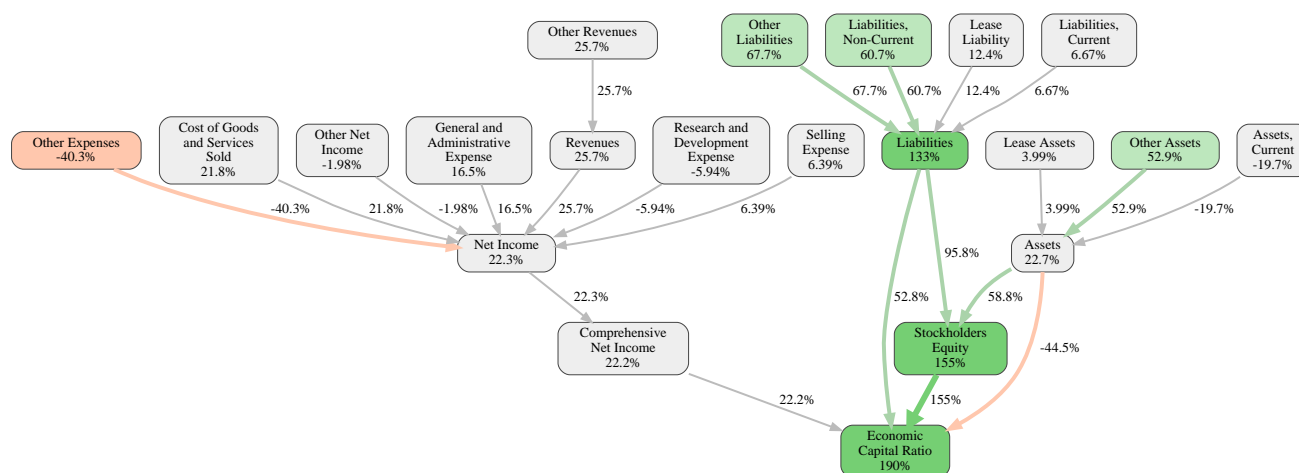 Other Revenues
25.7%
Other
Liabilities
67.7%
Liabilities,
Non-Current
60.7%
Lease
Liability
12.4%
Liabilities,
Current
6.67%
25.7%
67.7%
60.7%
12.4%
6.67%
Other Expenses
-40.3%
Cost of Goods
and Services
Sold
21.8%
Other Net
Income
-1.98%
General and
Administrative
Expense
16.5%
Revenues
25.7%
Research and
Development
Expense
-5.94%
Selling
Expense
6.39%
Liabilities
133%
Lease Assets
3.99%
Other Assets
52.9%
Assets,
Current
-19.7%
-40.3%
21.8%
-1.98%
16.5%
25.7%
-5.94%
6.39%
3.99%
52.9%
-19.7%
Net Income
22.3%
95.8%
Assets
22.7%
22.3%
52.8%
58.8%
Comprehensive
Net Income
22.2%
Stockholders
Equity
155%
-44.5%
22.2%
155%
Economic
Capital Ratio
190%